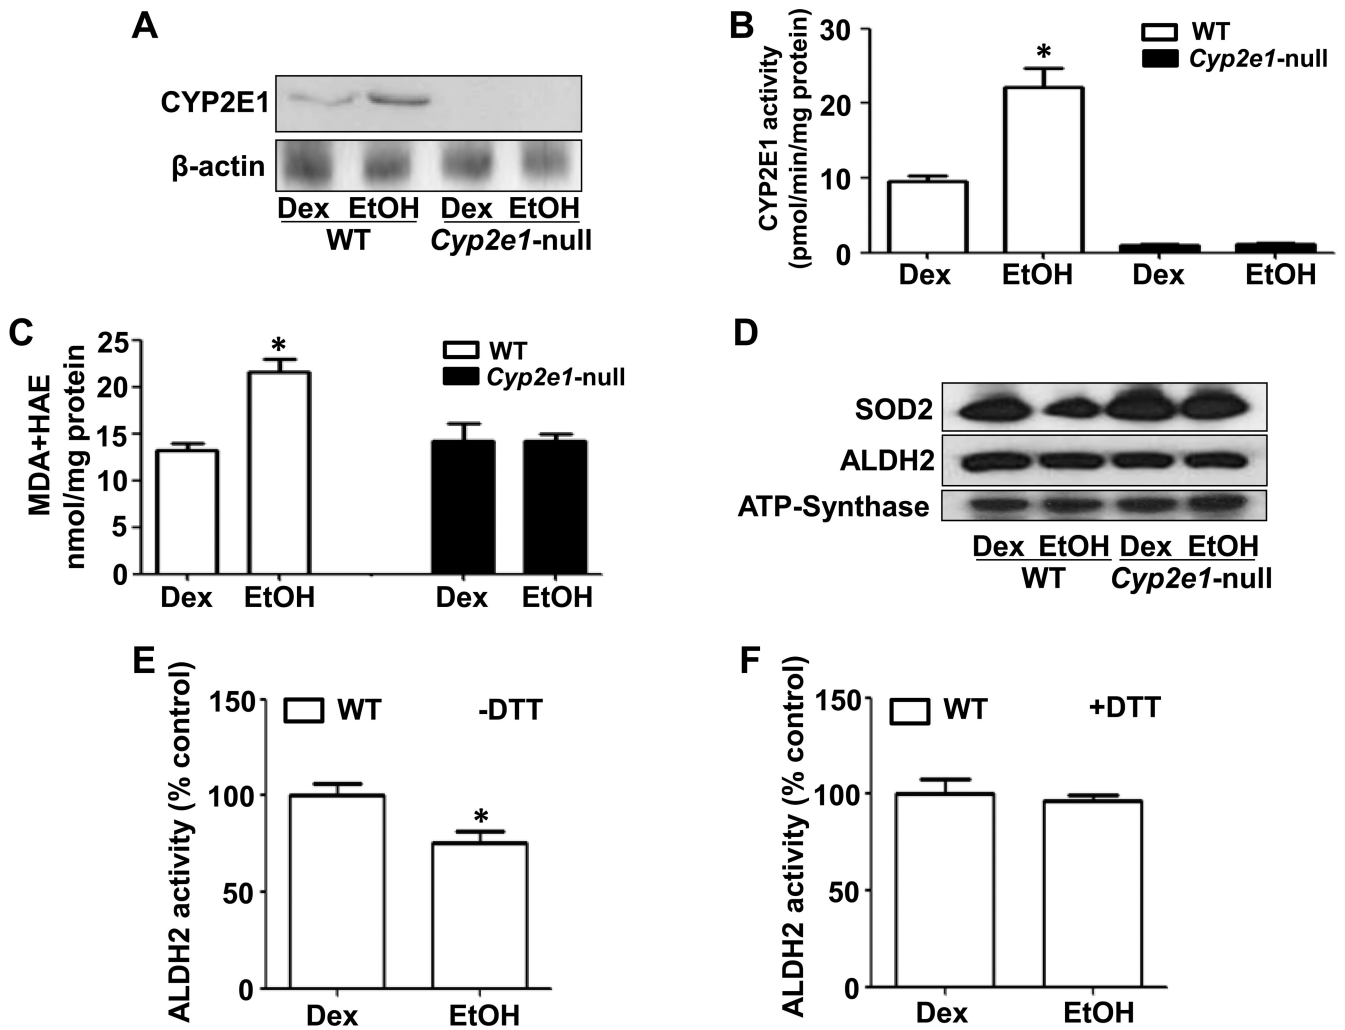 A
CYP2E1
β-actin
Dex EtOH Dex EtOH
WT Cyp2e1-null
B
CYP2E1 activity
(pmol/min/mg protein)
30
20
10
0
*
WT
Cyp2e1-null
Dex EtOH Dex EtOH
C
MDA+HAE
nmol/mg protein
25
20
15
10
5
0
*
WT
Cyp2e1-null
Dex EtOH Dex EtOH
D
SOD2
ALDH2
ATP-Synthase
Dex EtOH Dex EtOH
WT Cyp2e1-null
E
ALDH2 activity (% control)
150
100
50
0
WT -DTT
*
Dex EtOH
F
ALDH2 activity (% control)
150
100
50
0
WT +DTT
Dex EtOH